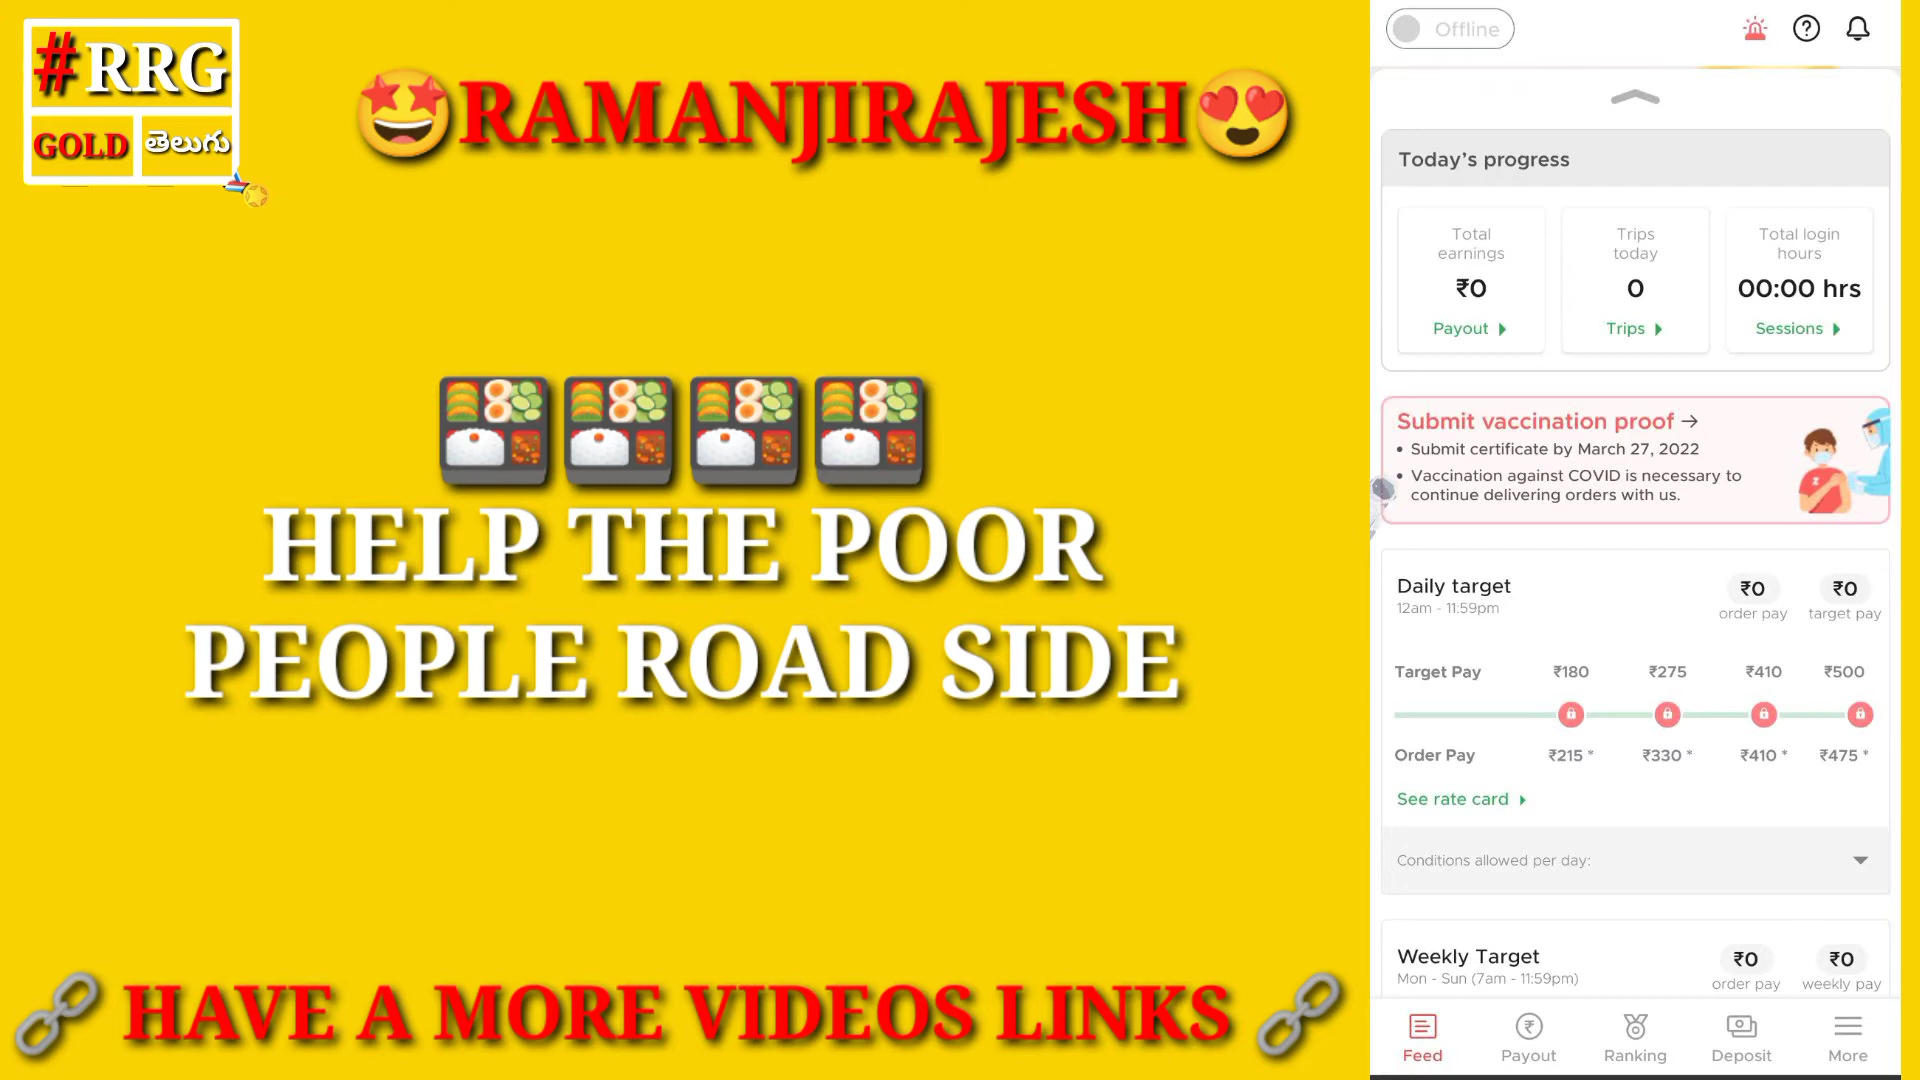 #RRG
GOLD తెలుగు
RAMANJIRAJESH
HELP THE POOR
PEOPLE ROAD SIDE
HAVE A MORE VIDEOS LINKS
Offline
Today's progress
Total earnings
₹0
Payout
Trips today
0
Trips
Total login hours
00:00 hrs
Sessions
Submit vaccination proof →
• Submit certificate by March 27, 2022
• Vaccination against COVID is necessary to
continue delivering orders with us.
Daily target
12am - 11:59pm
₹0 ₹0
order pay target pay
Target Pay ₹180 ₹275 ₹410 ₹500
Order Pay ₹215 * ₹330 * ₹410 * ₹475 *
See rate card
Conditions allowed per day:
Weekly Target
Mon - Sun (7am - 11:59pm)
₹0 ₹0
order pay weekly pay
Feed Payout Ranking Deposit More